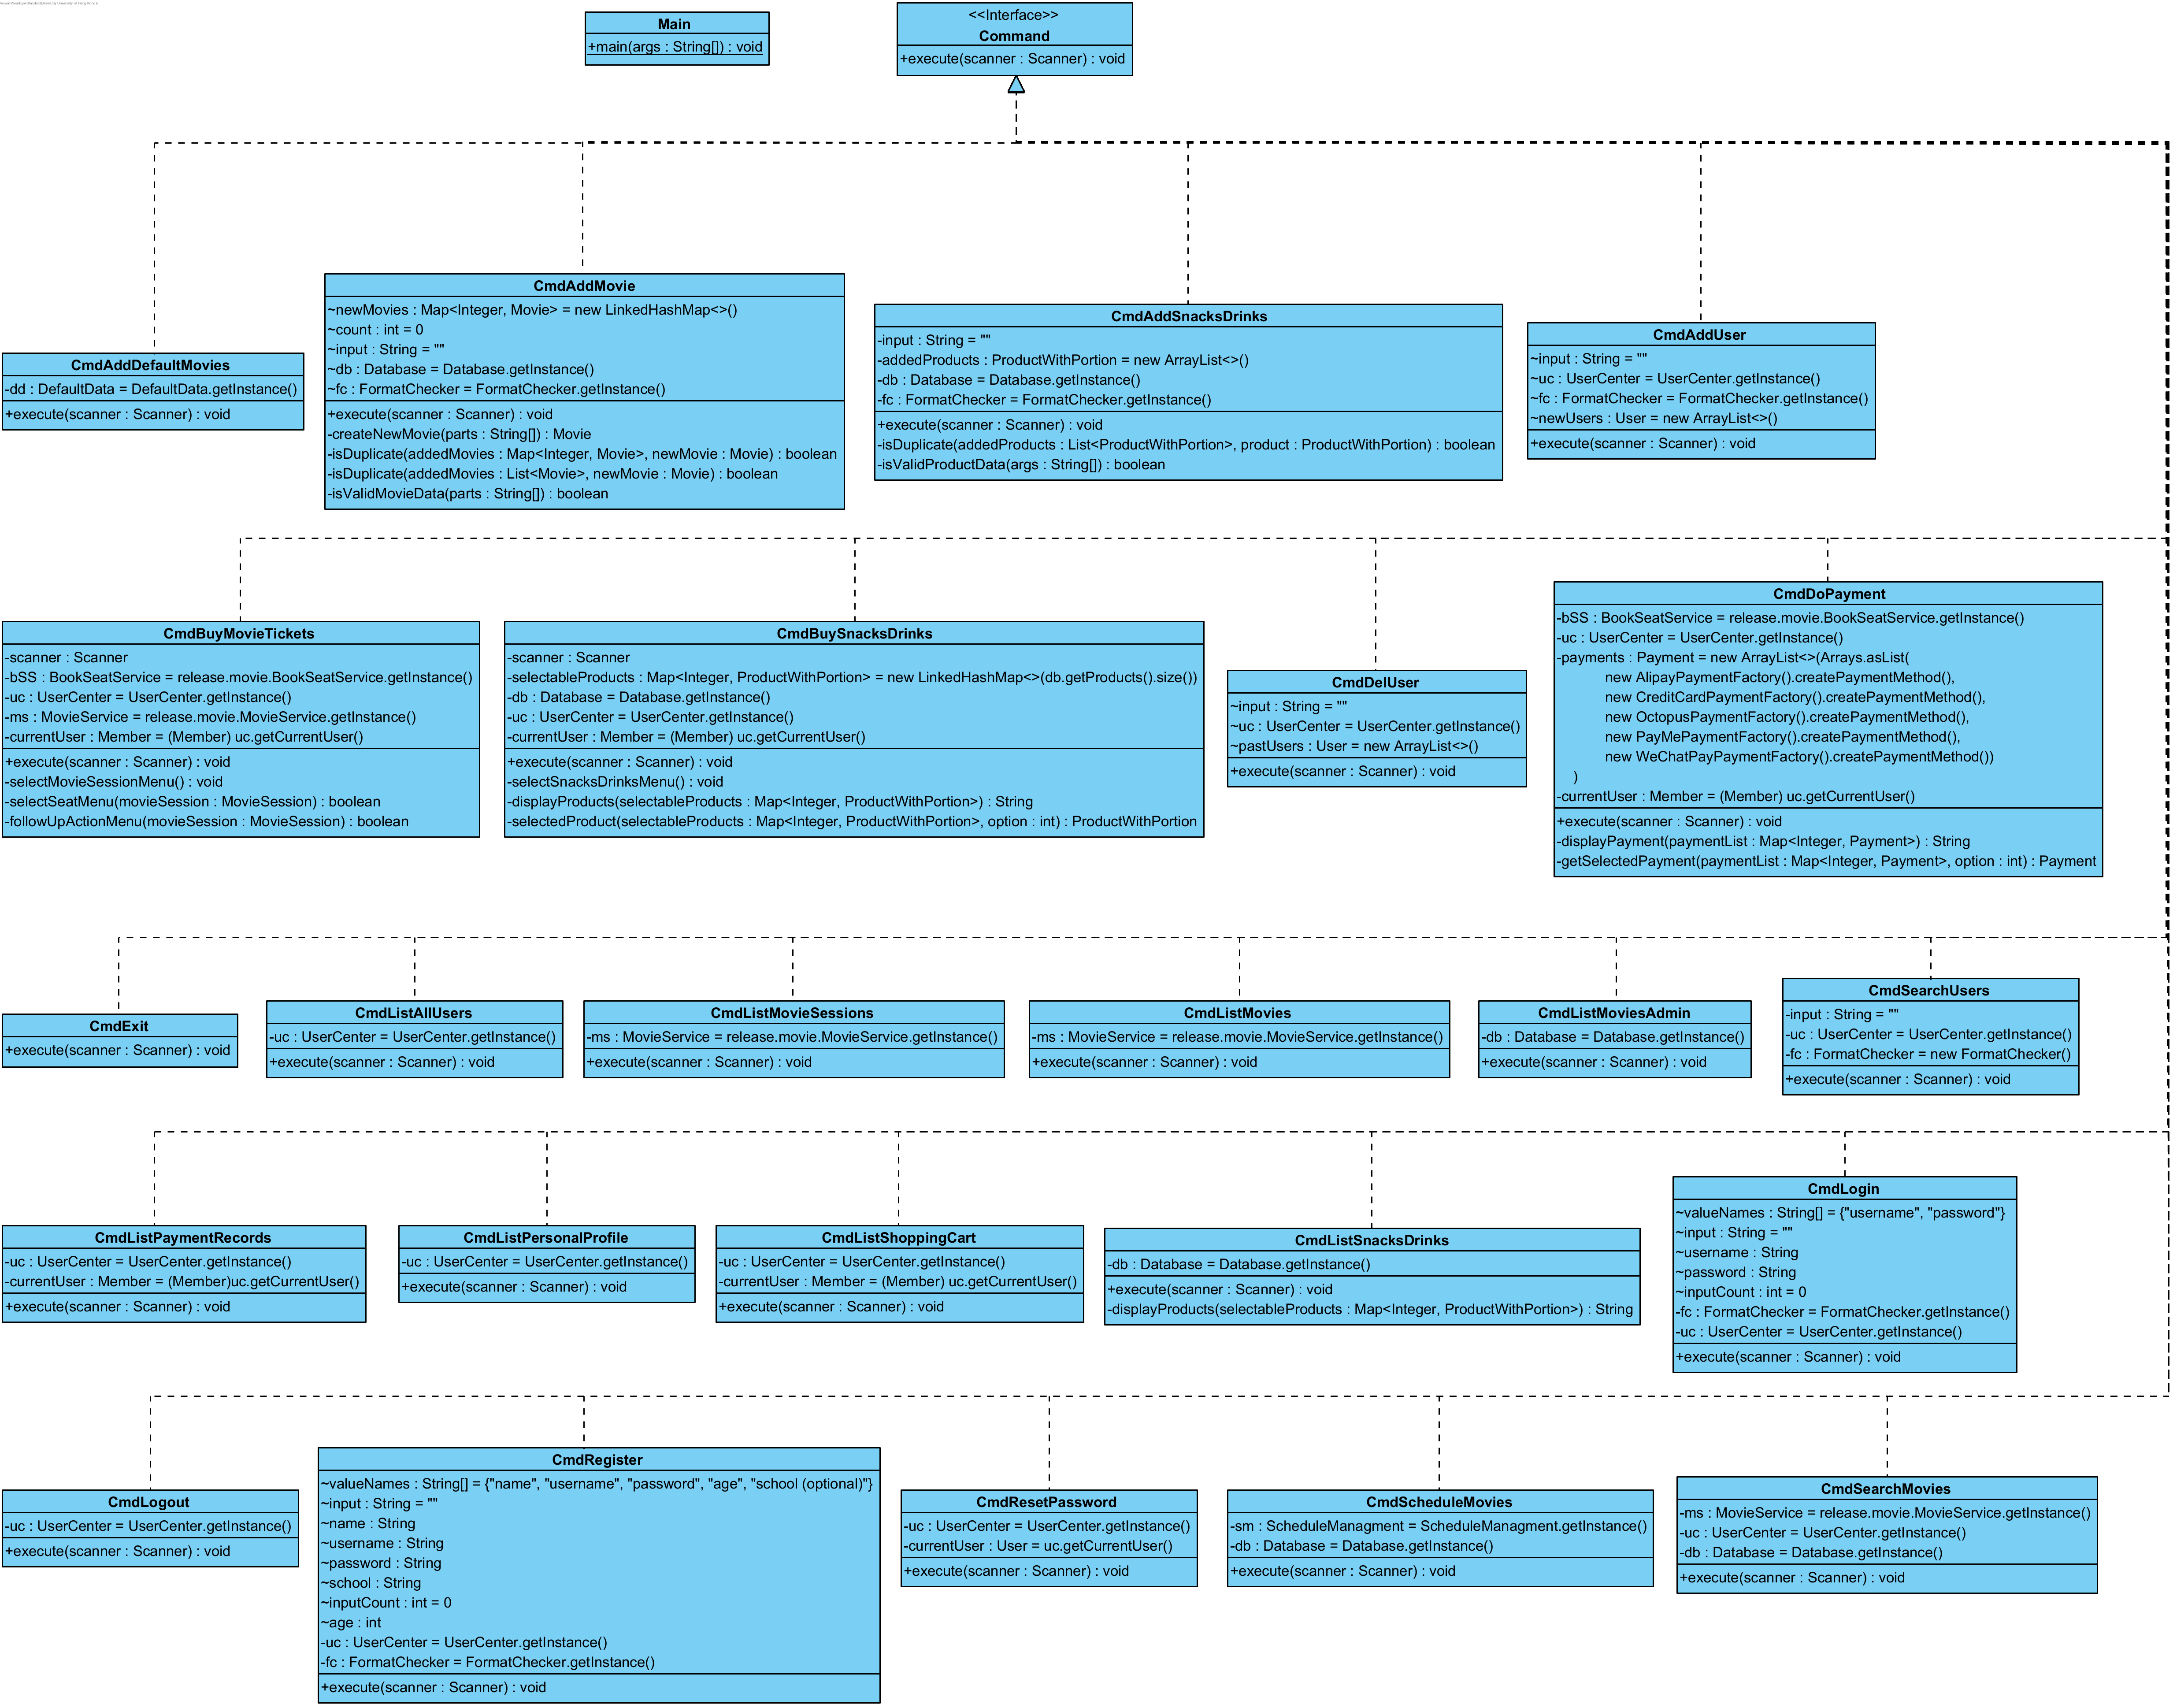 Visual Paradigm Standard(Alan(City University of Hong Kong))
Main
+main(args : String[]) : void
<<Interface>>
Command
+execute(scanner : Scanner) : void
CmdAddDefaultMovies
-dd : DefaultData = DefaultData.getInstance()
+execute(scanner : Scanner) : void
CmdAddMovie
~newMovies : Map<Integer, Movie> = new LinkedHashMap<>()
~count : int = 0
~input : String = ""
~db : Database = Database.getInstance()
~fc : FormatChecker = FormatChecker.getInstance()
+execute(scanner : Scanner) : void
-createNewMovie(parts : String[]) : Movie
-isDuplicate(addedMovies : Map<Integer, Movie>, newMovie : Movie) : boolean
-isDuplicate(addedMovies : List<Movie>, newMovie : Movie) : boolean
-isValidMovieData(parts : String[]) : boolean
CmdAddSnacksDrinks
-input : String = ""
-addedProducts : ProductWithPortion = new ArrayList<>()
-db : Database = Database.getInstance()
-fc : FormatChecker = FormatChecker.getInstance()
+execute(scanner : Scanner) : void
-isDuplicate(addedProducts : List<ProductWithPortion>, product : ProductWithPortion) : boolean
-isValidProductData(args : String[]) : boolean
CmdAddUser
~input : String = ""
~uc : UserCenter = UserCenter.getInstance()
~fc : FormatChecker = FormatChecker.getInstance()
~newUsers : User = new ArrayList<>()
+execute(scanner : Scanner) : void
CmdBuyMovieTickets
-scanner : Scanner
-bSS : BookSeatService = release.movie.BookSeatService.getInstance()
-uc : UserCenter = UserCenter.getInstance()
-ms : MovieService = release.movie.MovieService.getInstance()
-currentUser : Member = (Member) uc.getCurrentUser()
+execute(scanner : Scanner) : void
-selectMovieSessionMenu() : void
-selectSeatMenu(movieSession : MovieSession) : boolean
-followUpActionMenu(movieSession : MovieSession) : boolean
CmdBuySnacksDrinks
-scanner : Scanner
-selectableProducts : Map<Integer, ProductWithPortion> = new LinkedHashMap<>(db.getProducts().size())
-db : Database = Database.getInstance()
-uc : UserCenter = UserCenter.getInstance()
-currentUser : Member = (Member) uc.getCurrentUser()
+execute(scanner : Scanner) : void
-selectSnacksDrinksMenu() : void
-displayProducts(selectableProducts : Map<Integer, ProductWithPortion>) : String
-selectedProduct(selectableProducts : Map<Integer, ProductWithPortion>, option : int) : ProductWithPortion
CmdDelUser
~input : String = ""
~uc : UserCenter = UserCenter.getInstance()
~pastUsers : User = new ArrayList<>()
+execute(scanner : Scanner) : void
CmdDoPayment
-bSS : BookSeatService = release.movie.BookSeatService.getInstance()
-uc : UserCenter = UserCenter.getInstance()
-payments : Payment = new ArrayList<>(Arrays.asList(
new AlipayPaymentFactory().createPaymentMethod(),
new CreditCardPaymentFactory().createPaymentMethod(),
new OctopusPaymentFactory().createPaymentMethod(),
new PayMePaymentFactory().createPaymentMethod(),
new WeChatPayPaymentFactory().createPaymentMethod())
)
-currentUser : Member = (Member) uc.getCurrentUser()
+execute(scanner : Scanner) : void
-displayPayment(paymentList : Map<Integer, Payment>) : String
-getSelectedPayment(paymentList : Map<Integer, Payment>, option : int) : Payment
CmdExit
+execute(scanner : Scanner) : void
CmdListAllUsers
-uc : UserCenter = UserCenter.getInstance()
+execute(scanner : Scanner) : void
CmdListMovieSessions
-ms : MovieService = release.movie.MovieService.getInstance()
+execute(scanner : Scanner) : void
CmdListMovies
-ms : MovieService = release.movie.MovieService.getInstance()
+execute(scanner : Scanner) : void
CmdListMoviesAdmin
-db : Database = Database.getInstance()
+execute(scanner : Scanner) : void
CmdSearchUsers
-input : String = ""
-uc : UserCenter = UserCenter.getInstance()
-fc : FormatChecker = new FormatChecker()
+execute(scanner : Scanner) : void
CmdListPaymentRecords
-uc : UserCenter = UserCenter.getInstance()
-currentUser : Member = (Member)uc.getCurrentUser()
+execute(scanner : Scanner) : void
CmdListPersonalProfile
-uc : UserCenter = UserCenter.getInstance()
+execute(scanner : Scanner) : void
CmdListShoppingCart
-uc : UserCenter = UserCenter.getInstance()
-currentUser : Member = (Member) uc.getCurrentUser()
+execute(scanner : Scanner) : void
CmdListSnacksDrinks
-db : Database = Database.getInstance()
+execute(scanner : Scanner) : void
-displayProducts(selectableProducts : Map<Integer, ProductWithPortion>) : String
CmdLogin
~valueNames : String[] = {"username", "password"}
~input : String = ""
~username : String
~password : String
~inputCount : int = 0
-fc : FormatChecker = FormatChecker.getInstance()
-uc : UserCenter = UserCenter.getInstance()
+execute(scanner : Scanner) : void
CmdLogout
-uc : UserCenter = UserCenter.getInstance()
+execute(scanner : Scanner) : void
CmdRegister
~valueNames : String[] = {"name", "username", "password", "age", "school (optional)"}
~input : String = ""
~name : String
~username : String
~password : String
~school : String
~inputCount : int = 0
~age : int
-uc : UserCenter = UserCenter.getInstance()
-fc : FormatChecker = FormatChecker.getInstance()
+execute(scanner : Scanner) : void
CmdResetPassword
-uc : UserCenter = UserCenter.getInstance()
-currentUser : User = uc.getCurrentUser()
+execute(scanner : Scanner) : void
CmdScheduleMovies
-sm : ScheduleManagment = ScheduleManagment.getInstance()
-db : Database = Database.getInstance()
+execute(scanner : Scanner) : void
CmdSearchMovies
-ms : MovieService = release.movie.MovieService.getInstance()
-uc : UserCenter = UserCenter.getInstance()
-db : Database = Database.getInstance()
+execute(scanner : Scanner) : void